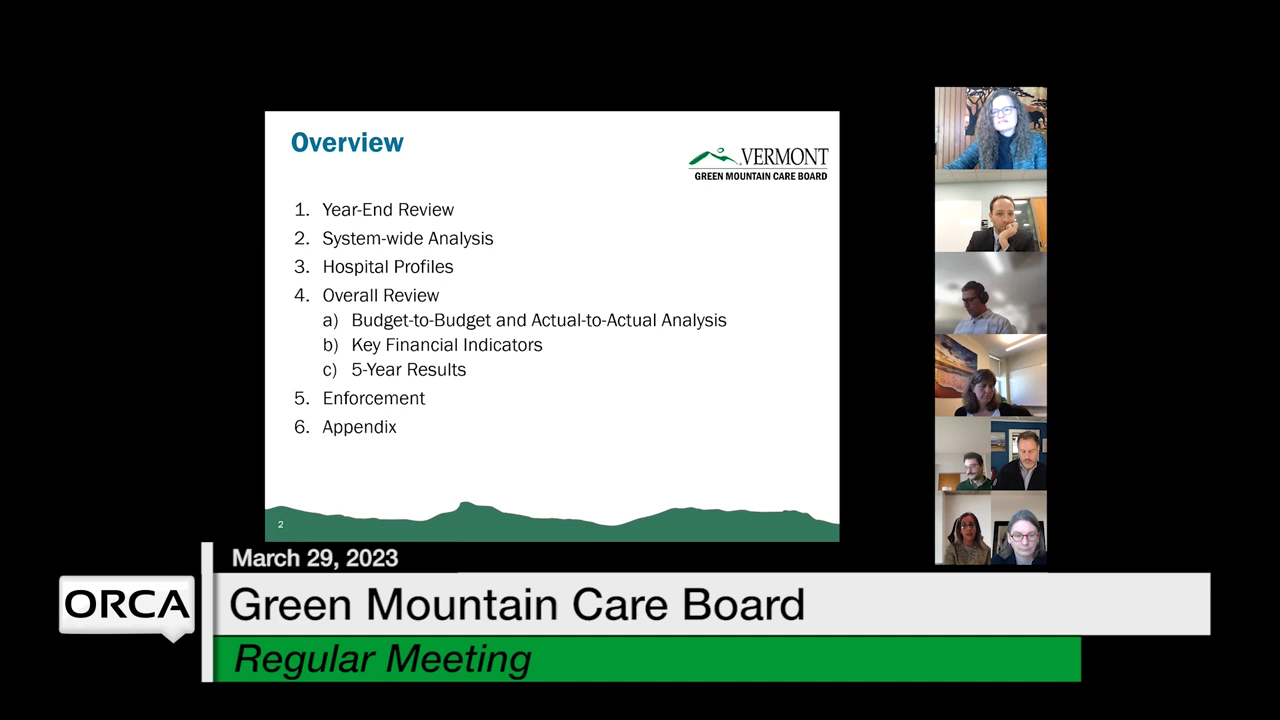 Overview
VERMONT
GREEN MOUNTAIN CARE BOARD
1. Year-End Review
2. System-wide Analysis
3. Hospital Profiles
4. Overall Review
a) Budget-to-Budget and Actual-to-Actual Analysis
b) Key Financial Indicators
c) 5-Year Results
5. Enforcement
6. Appendix
2
March 29, 2023
ORCA
Green Mountain Care Board
Regular Meeting